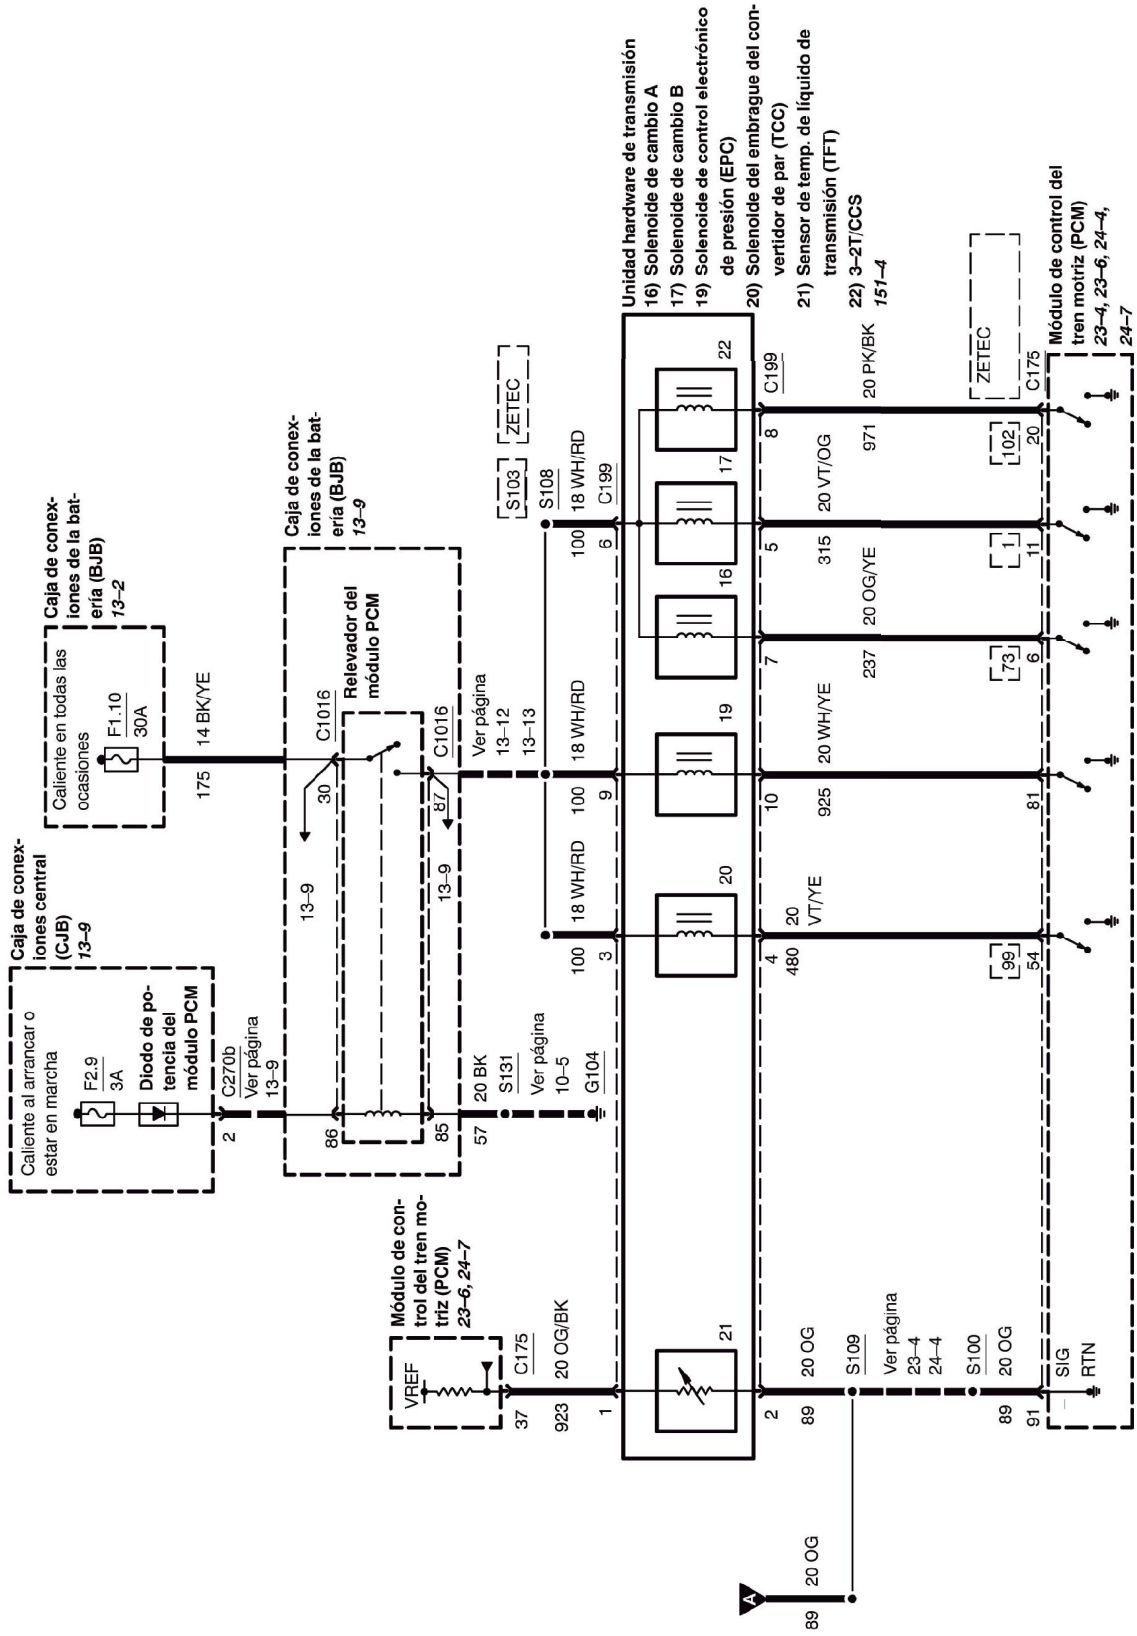 Caja de conex-
iones central
(CJB)
13–9
Caliente al arrancar o
estar en marcha
F2.9
3A
Diodo de po-
tencia del
módulo PCM
2
C270b
Ver página
13–9
Caja de conex-
iones de la bat-
ería (BJB)
13–2
Caliente en todas las
ocasiones
F1.10
30A
175
14 BK/YE
Caja de conex-
iones de la bat-
ería (BJB)
13–9
13–9
30
C1016
Relevador del
módulo PCM
86
85
13–9
87
C1016
57
20 BK
S131
Ver página
10–5
G104
Ver página
13–12
13–13
Módulo de con-
trol del tren mo-
triz (PCM)
23–6, 24–7
VREF
37
C175
923
20 OG/BK
1
S103
ZETEC
S108
100
18 WH/RD
3
100
18 WH/RD
9
100
18 WH/RD
6
C199
Unidad hardware de transmisión
16) Solenoide de cambio A
17) Solenoide de cambio B
19) Solenoide de control electrónico
de presión (EPC)
20) Solenoide del embrague del con-
vertidor de par (TCC)
21) Sensor de temp. de líquido de
transmisión (TFT)
22) 3–2T/CCS
151–4
21
20
19
16
17
22
2
89
20 OG
S109
Ver página
23–4
24–4
S100
89
20 OG
91
SIG
RTN
4
480
20
VT/YE
99
54
10
925
20 WH/YE
81
7
237
20 OG/YE
73
6
5
315
20 VT/OG
1
11
8
C199
971
20 PK/BK
ZETEC
102
20
C175
Módulo de control del
tren motriz (PCM)
23–4, 23–6, 24–4,
24–7
A
89
20 OG